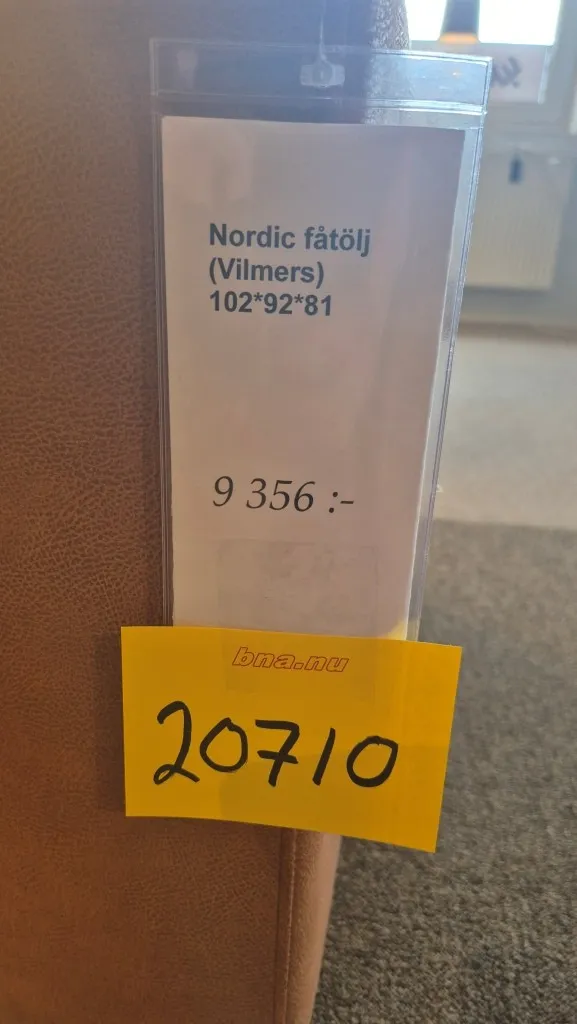 Nordic fåtölj
(Vilmers)
102*92*81
9 356 :-
bna.nu
20710